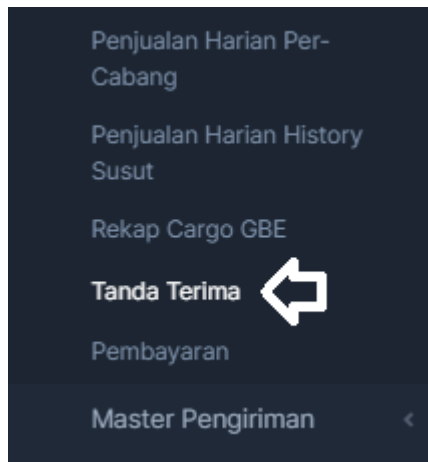 Penjualan Harian Per-
Cabang
Penjualan Harian History
Susut
Rekap Cargo GBE
Tanda Terima
Pembayaran
Master Pengiriman